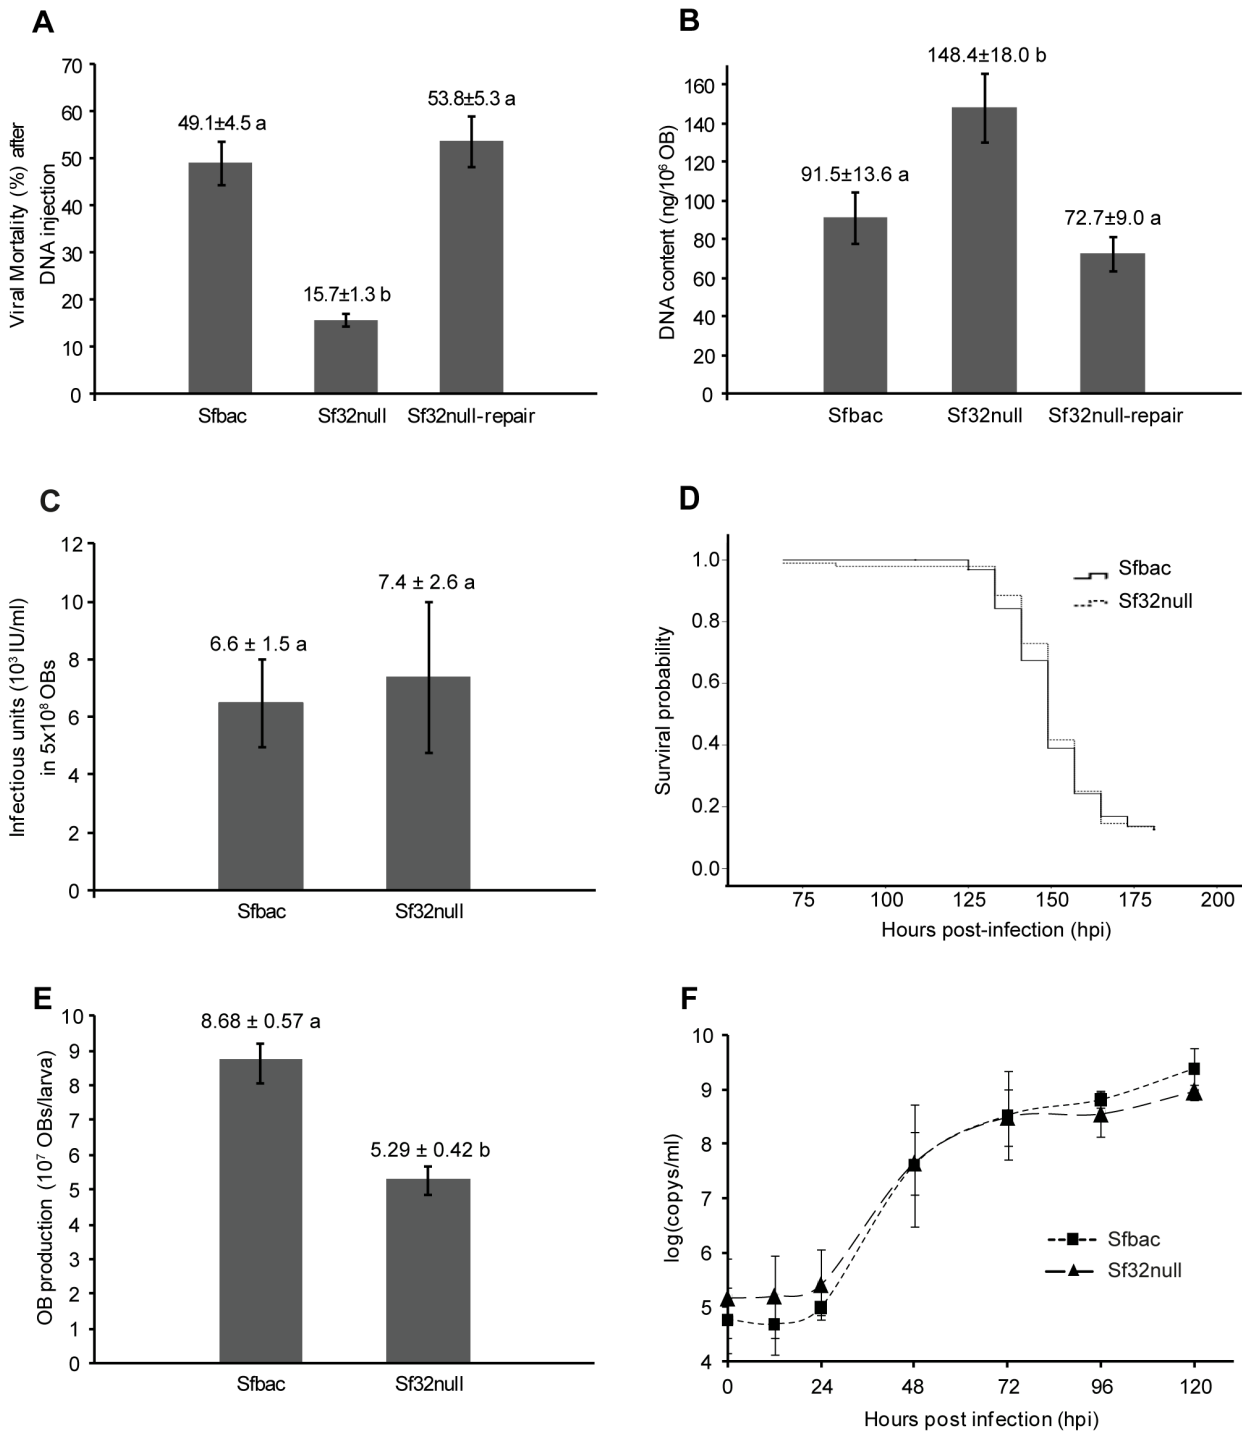 A
70
60
50
40
30
20
10
0
Viral Mortality (%) after
DNA injection
49.1±4.5 a
15.7±1.3 b
53.8±5.3 a
Sfbac
Sf32null
Sf32null-repair
B
160
140
120
100
80
60
40
20
0
DNA content (ng/10⁶ OB)
91.5±13.6 a
148.4±18.0 b
72.7±9.0 a
Sfbac
Sf32null
Sf32null-repair
C
12
10
8
6
4
2
0
Infectious units (10³ IU/ml)
in 5x10⁸ OBs
6.6 ± 1.5 a
7.4 ± 2.6 a
Sfbac
Sf32null
D
1.0
0.8
0.6
0.4
0.2
0.0
Surviral probability
Sfbac
Sf32null
75 100 125 150 175 200
Hours post-infection (hpi)
E
10
9
8
7
6
5
4
3
2
1
0
OB production (10⁷ OBs/larva)
8.68 ± 0.57 a
5.29 ± 0.42 b
Sfbac
Sf32null
F
10
9
8
7
6
5
4
log(copys/ml)
Sfbac
Sf32null
0 24 48 72 96 120
Hours post infection (hpi)